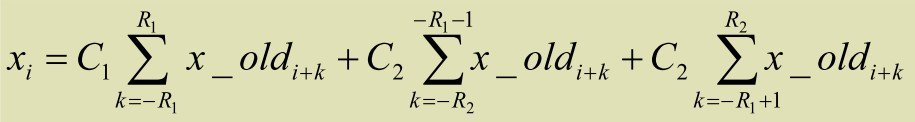 $x_i = C_1 \sum_{k=-R_1}^{R_1} x\_old_{i+k} + C_2 \sum_{k=-R_2}^{-R_1-1} x\_old_{i+k} + C_2 \sum_{k=-R_1+1}^{R_2} x\_old_{i+k}$